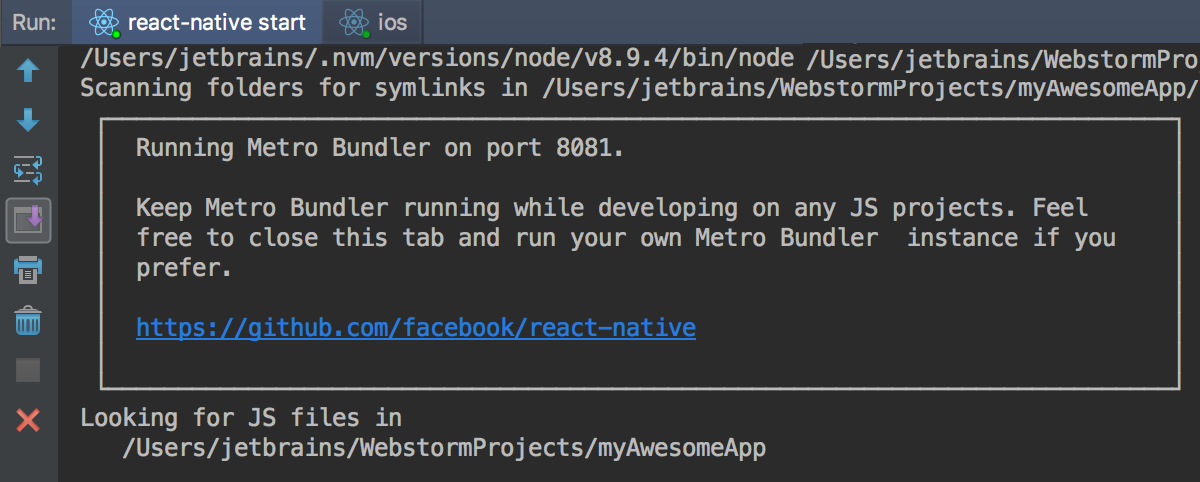 Run: react-native start ios
/Users/jetbrains/.nvm/versions/node/v8.9.4/bin/node /Users/jetbrains/WebstormPro
Scanning folders for symlinks in /Users/jetbrains/WebstormProjects/myAwesomeApp/
Running Metro Bundler on port 8081.
Keep Metro Bundler running while developing on any JS projects. Feel
free to close this tab and run your own Metro Bundler  instance if you
prefer.
https://github.com/facebook/react-native
Looking for JS files in
/Users/jetbrains/WebstormProjects/myAwesomeApp